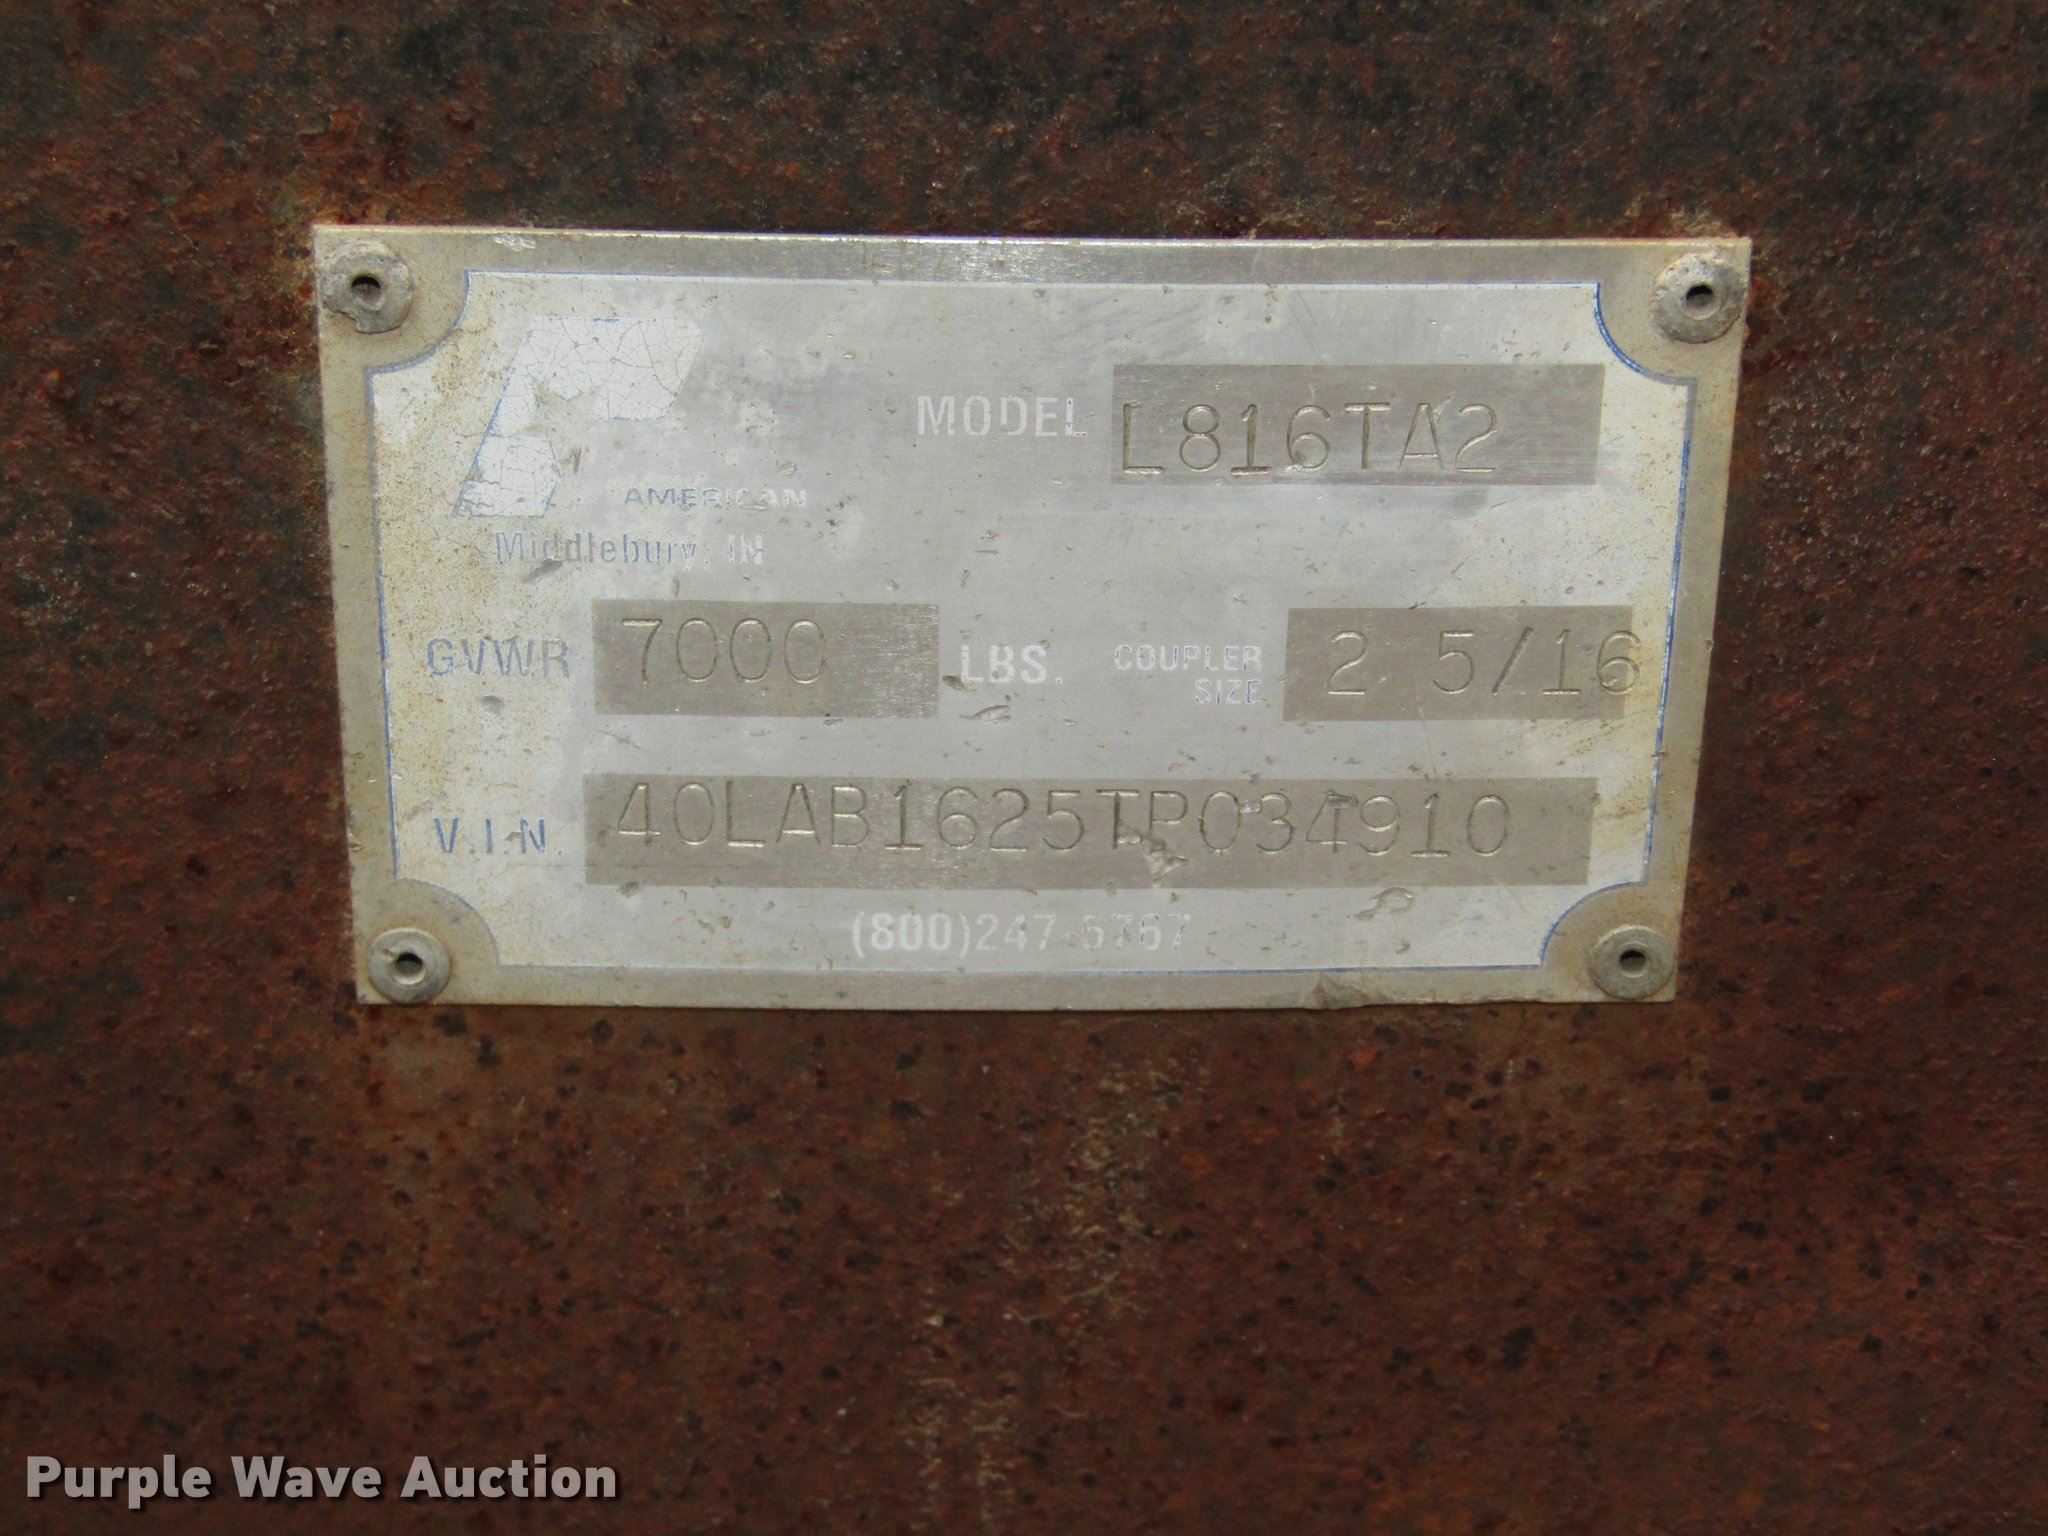 MODEL L816TA2
AMERICAN
Middlebury, IN
GVWR 7000 LBS. COUPLER SIZE 2 5/16
V.I.N. 40LAB1625TP034910
(800)247-5767
Purple Wave Auction